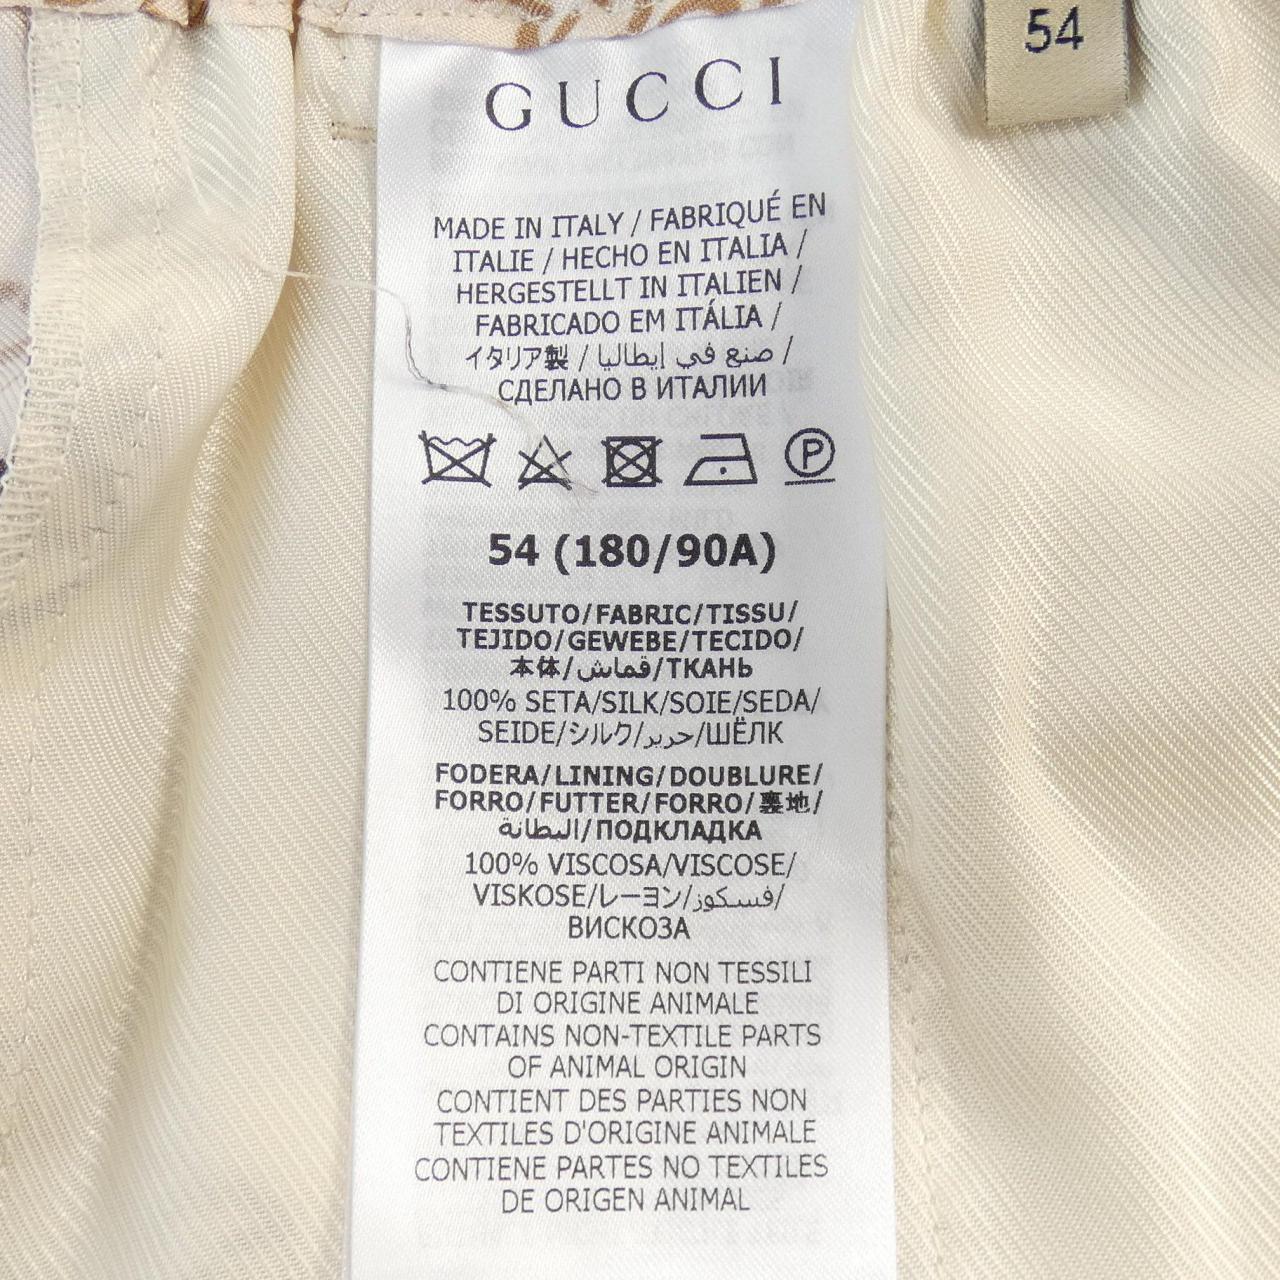 54
GUCCI
MADE IN ITALY / FABRIQUÉ EN
ITALIE / HECHO EN ITALIA /
HERGESTELLT IN ITALIEN /
FABRICADO EM ITÁLIA /
イタリア製 / صنع في إيطاليا /
СДЕЛАНО В ИТАЛИИ
P
54 (180/90A)
TESSUTO/FABRIC/TISSU/
TEJIDO/GEWEBE/TECIDO/
本体/قماش/ТКАНЬ
100% SETA/SILK/SOIE/SEDA/
SEIDE/シルク/حرير/ШЁЛК
FODERA/LINING/DOUBLURE/
FORRO/FUTTER/FORRO/裏地/
البطانة/ПОДКЛАДКА
100% VISCOSA/VISCOSE/
VISKOSE/レーヨン/فسكوز/
ВИСКОЗА
CONTIENE PARTI NON TESSILI
DI ORIGINE ANIMALE
CONTAINS NON-TEXTILE PARTS
OF ANIMAL ORIGIN
CONTIENT DES PARTIES NON
TEXTILES D'ORIGINE ANIMALE
CONTIENE PARTES NO TEXTILES
DE ORIGEN ANIMAL